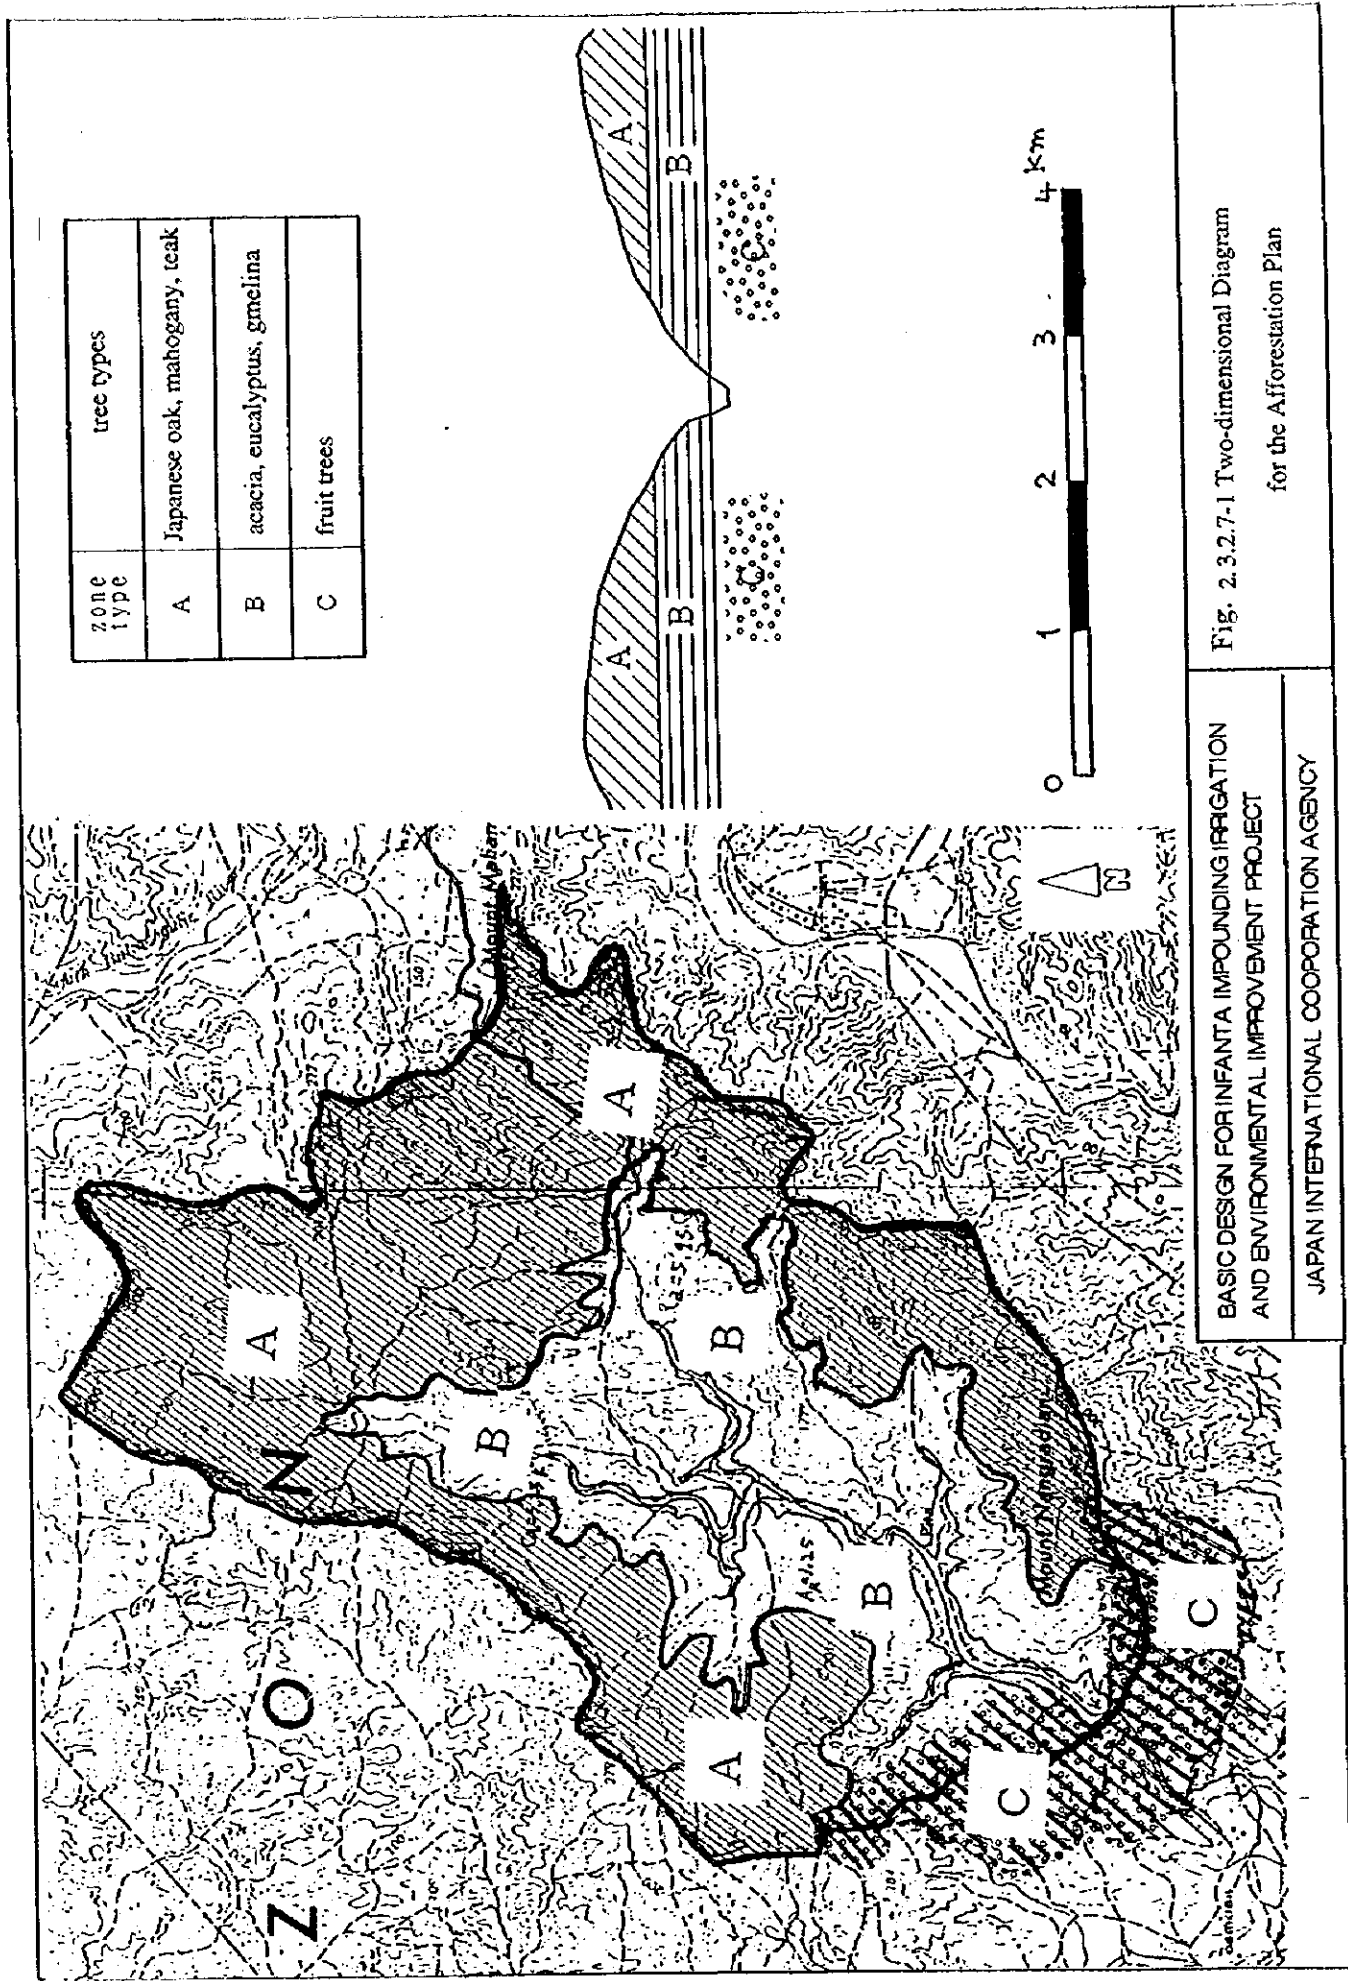 zone type
tree types
A
Japanese oak, mahogany, teak
B
acacia, eucalyptus, gmelina
C
fruit trees
A
A
B
B
C
C
0 1 2 3 4 km
N
Z O N
A
A
A
B
B
B
C
C
Mount
Mount
BASIC DESIGN FOR INFANTA IMPOUNDING IRRIGATION
AND ENVIRONMENTAL IMPROVEMENT PROJECT
JAPAN INTERNATIONAL COOPORATION AGENCY
Fig. 2.3.2.7-1 Two-dimensional Diagram
for the Afforestation Plan